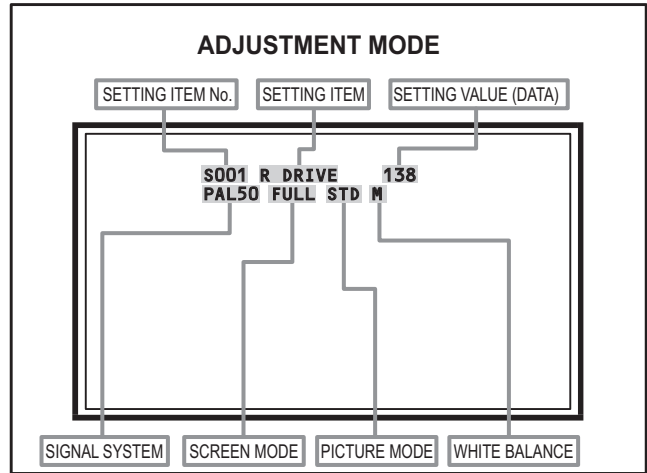 ADJUSTMENT MODE
SETTING ITEM No. SETTING ITEM SETTING VALUE (DATA)
S001 R DRIVE 138
PAL50 FULL STD M
SIGNAL SYSTEM SCREEN MODE PICTURE MODE WHITE BALANCE